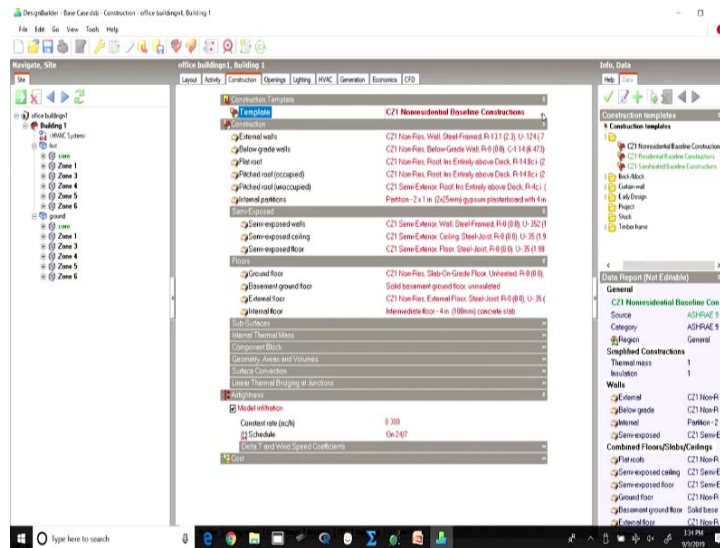 DesignBuilder - Base Case.dsb - Construction - office buildingn1, Building 1
File Edit Go View Tools Help
Navigate, Site
Site
office buildingn1
Building 1
HVAC System
first
core
Zone 1
Zone 3
Zone 4
Zone 5
Zone 6
ground
core
Zone 1
Zone 3
Zone 4
Zone 5
Zone 6
office buildingn1, Building 1
Layout Activity Construction Openings Lighting HVAC Generation Economics CFD
Construction Template
Template CZ1 Nonresidential Baseline Constructions
Construction
External walls CZ1 Non-Res, Wall, Steel-Framed, R-13.1 (2.3), U-.124 (.7
Below grade walls CZ1 Non-Res, Below-Grade Wall, R-0 (0.0), C-1.14 (6.473)
Flat roof CZ1 Non-Res, Roof, Ins Entirely above Deck, R-14.8c.i (2
Pitched roof (occupied) CZ1 Non-Res, Roof, Ins Entirely above Deck, R-14.8c.i (2
Pitched roof (unoccupied) CZ1 Semi-Exterior, Roof, Ins Entirely above Deck, R-4c.i (
Internal partitions Partition - 2 x 1 in (2x25mm) gypsum plasterboard with 4 in
Semi-Exposed
Semi-exposed walls CZ1 Semi-Exterior, Wall, Steel-Framed, R-0 (0.0), U-.352 (1
Semi-exposed ceiling CZ1 Semi-Exterior, Ceiling, Steel-Joist, R-0 (0.0), U-.35 (1.9
Semi-exposed floor CZ1 Semi-Exterior, Floor, Steel-Joist, R-0 (0.0), U-.35 (1.98
Floors
Ground floor CZ1 Non-Res, Slab-On-Grade Floor, Unheated, R-0 (0.0),
Basement ground floor Solid basement ground floor, uninsulated
External floor CZ1 Non-Res, External Floor, Steel-Joist, R-0 (0.0), U-.35 (
Internal floor Intermediate floor - 4 in (108mm) concrete slab
Sub-Surfaces
Internal Thermal Mass
Component Block
Geometry, Areas and Volumes
Surface Convection
Linear Thermal Bridging at Junctions
Airtightness
Model infiltration
Constant rate (ac/h) 0.300
Schedule On 24/7
Delta T and Wind Speed Coefficients
Cost
Info, Data
Help Data
Construction templates
Construction templates
CZ1 Nonresidential Baseline Construction
CZ1 Residential Baseline Constructions
CZ1 Semiheated Baseline Constructions
Curtain wall
Early Design
Project
Stock
Timber frame
Data Report (Not Editable)
General
CZ1 Nonresidential Baseline Con
Source ASHRAE 9
Category ASHRAE 9
Region General
Simplified Constructions
Thermal mass 1
Insulation 1
Walls
External CZ1 Non-R
Below grade CZ1 Non-R
Internal Partition - 2
Semi-exposed CZ1 Semi-E
Combined Floors/Slabs/Ceilings
Flat roofs CZ1 Non-R
Semi-exposed ceiling CZ1 Semi-E
Semi-exposed floor CZ1 Semi-E
Ground floor CZ1 Non-R
Basement ground floor Solid base
External floor CZ1 Non-R
Type here to search
3:31 PM
9/3/2019